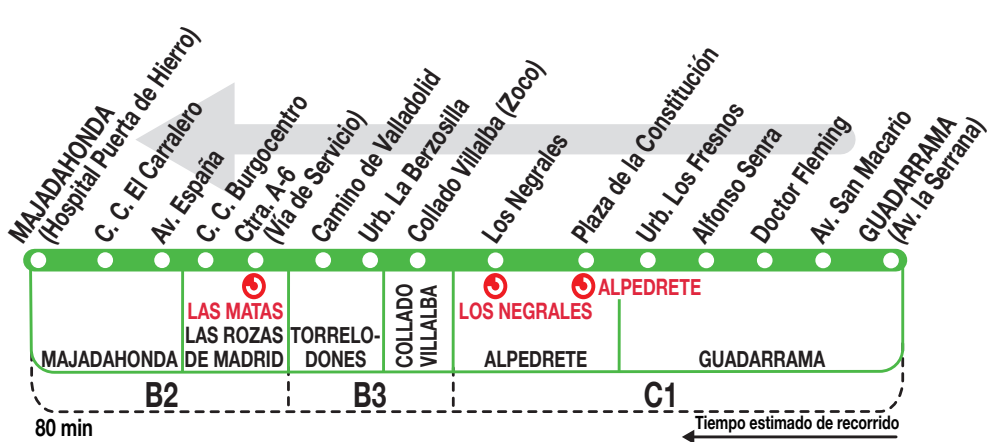 MAJADAHONDA
(Hospital Puerta de Hierro)
C. C. El Carralero
Av. España
C. C. Burgocentro
Ctra. A-6
(Vía de Servicio)
Camino de Valladolid
Urb. La Berzosilla
Collado Villalba (Zoco)
Los Negrales
Plaza de la Constitución
Urb. Los Fresnos
Alfonso Senra
Doctor Fleming
Av. San Macario
GUADARRAMA
(Av. la Serrana)
LAS MATAS
LOS NEGRALES
ALPEDRETE
MAJADAHONDA
LAS ROZAS
DE MADRID
TORRELO-
DONES
COLLADO
VILLALBA
ALPEDRETE
GUADARRAMA
B2
B3
C1
80 min
Tiempo estimado de recorrido